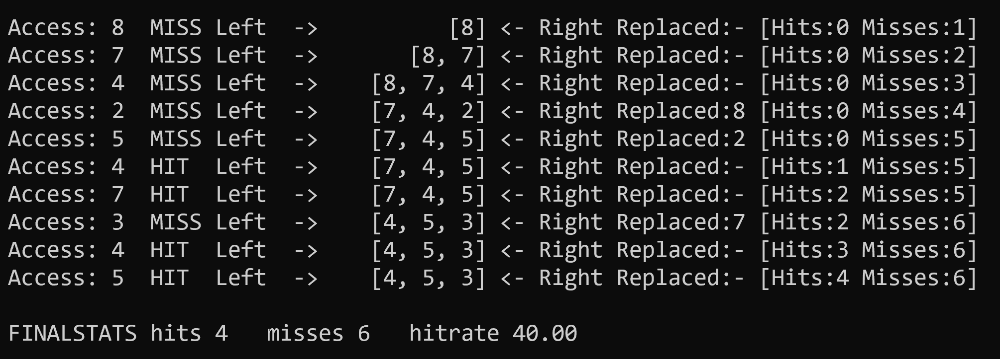 Access: 8  MISS Left  ->          [8] <- Right Replaced:- [Hits:0 Misses:1]
Access: 7  MISS Left  ->       [8, 7] <- Right Replaced:- [Hits:0 Misses:2]
Access: 4  MISS Left  ->    [8, 7, 4] <- Right Replaced:- [Hits:0 Misses:3]
Access: 2  MISS Left  ->    [7, 4, 2] <- Right Replaced:8 [Hits:0 Misses:4]
Access: 5  MISS Left  ->    [7, 4, 5] <- Right Replaced:2 [Hits:0 Misses:5]
Access: 4  HIT  Left  ->    [7, 4, 5] <- Right Replaced:- [Hits:1 Misses:5]
Access: 7  HIT  Left  ->    [7, 4, 5] <- Right Replaced:- [Hits:2 Misses:5]
Access: 3  MISS Left  ->    [4, 5, 3] <- Right Replaced:7 [Hits:2 Misses:6]
Access: 4  HIT  Left  ->    [4, 5, 3] <- Right Replaced:- [Hits:3 Misses:6]
Access: 5  HIT  Left  ->    [4, 5, 3] <- Right Replaced:- [Hits:4 Misses:6]
FINALSTATS hits 4   misses 6   hitrate 40.00